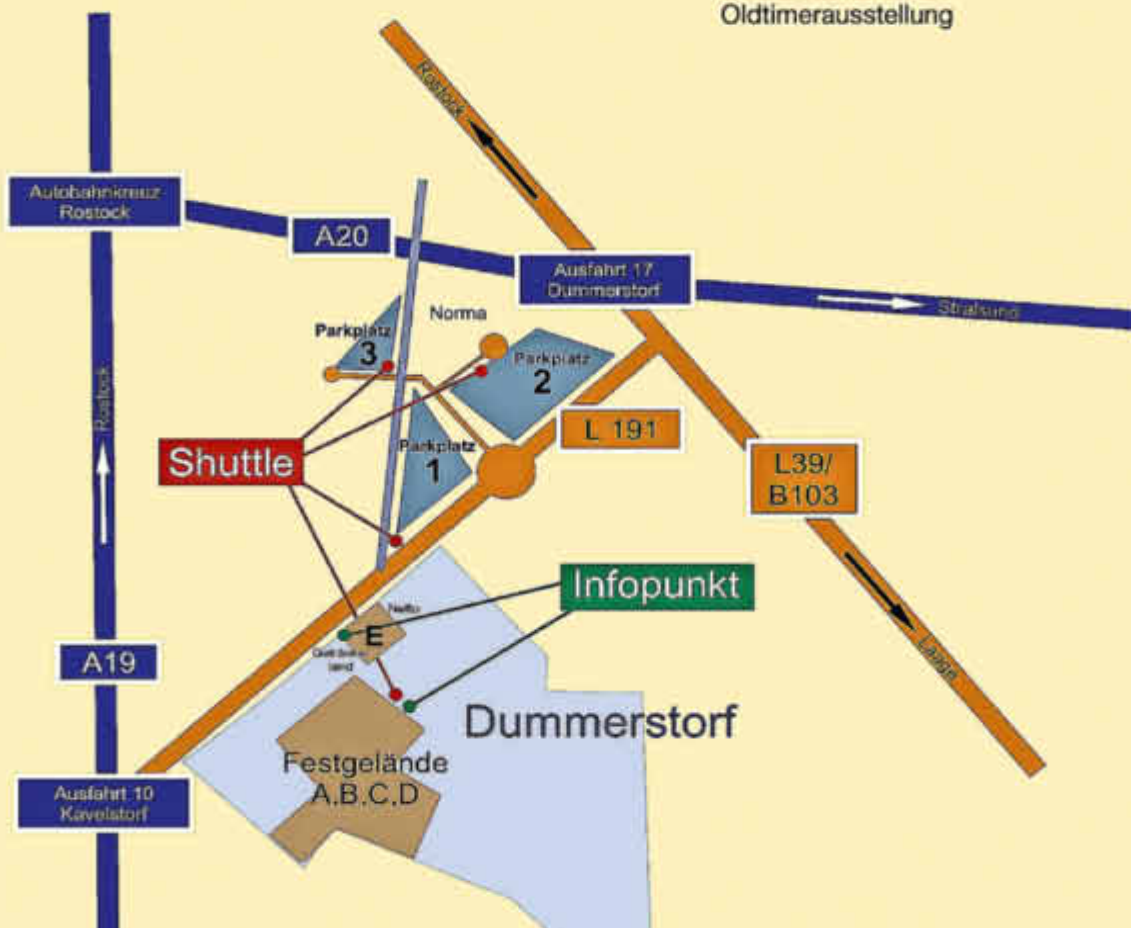 Oldtimerausstellung
Rostock
Autobahnkreuz
Rostock
A20
Ausfahrt 17
Dummerstorf
Stralsund
Norma
Parkplatz
3
Parkplatz
2
Rostock
L 191
Parkplatz
1
Shuttle
L39/
B103
Infopunkt
Netto
E
land
A19
Laage
Dummerstorf
Festgelände
A,B,C,D
Ausfahrt 10
Kavelstorf